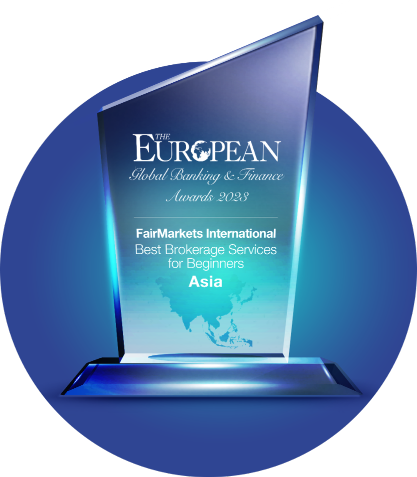 THE
EUROPEAN
Global Banking & Finance
Awards 2023
FairMarkets International
Best Brokerage Services
for Beginners
Asia